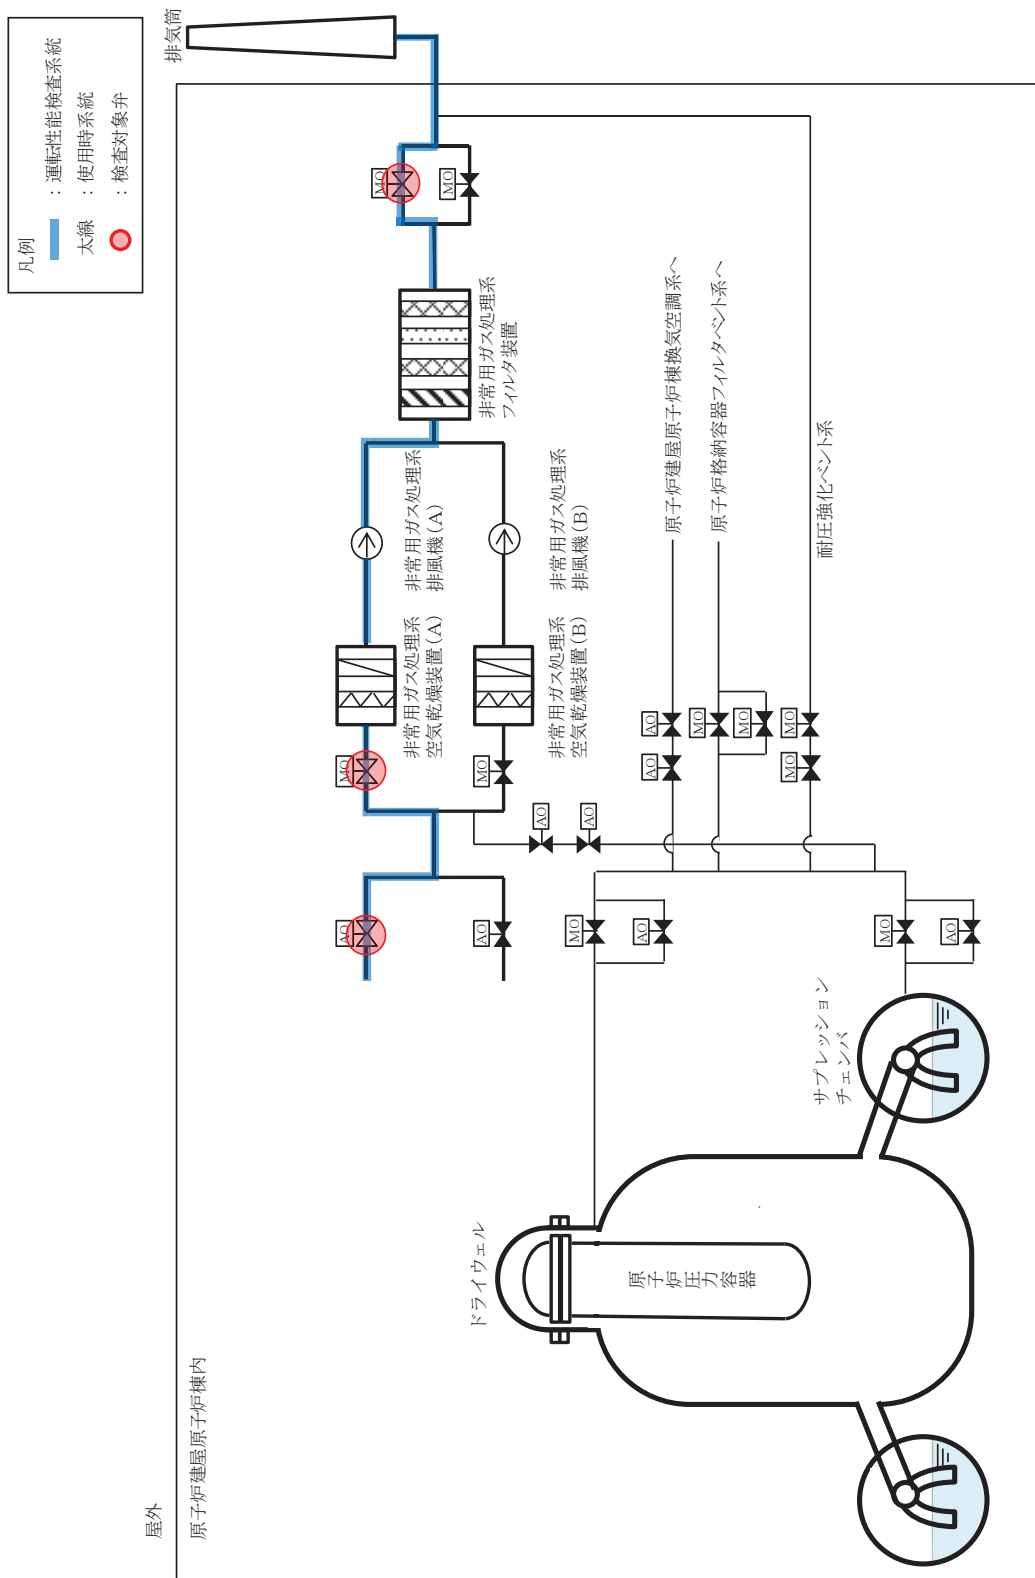 凡例
：運転性能検査系統
太線 ：使用時系統
：検査対象弁
排気筒
屋外
原子炉建屋原子炉棟内
MO
MO
非常用ガス処理系
フィルタ装置
非常用ガス処理系
排風機(A)
非常用ガス処理系
排風機(B)
非常用ガス処理系
空気乾燥装置(A)
非常用ガス処理系
空気乾燥装置(B)
MO
MO
AO
AO
AO
AO
原子炉建屋原子炉棟換気空調系へ
原子炉格納容器フィルタベント系へ
耐圧強化ベント系
AO
AO
MO
MO
MO
MO
MO
AO
MO
AO
ドライウェル
原子炉圧力容器
サプレッション
チェンバ